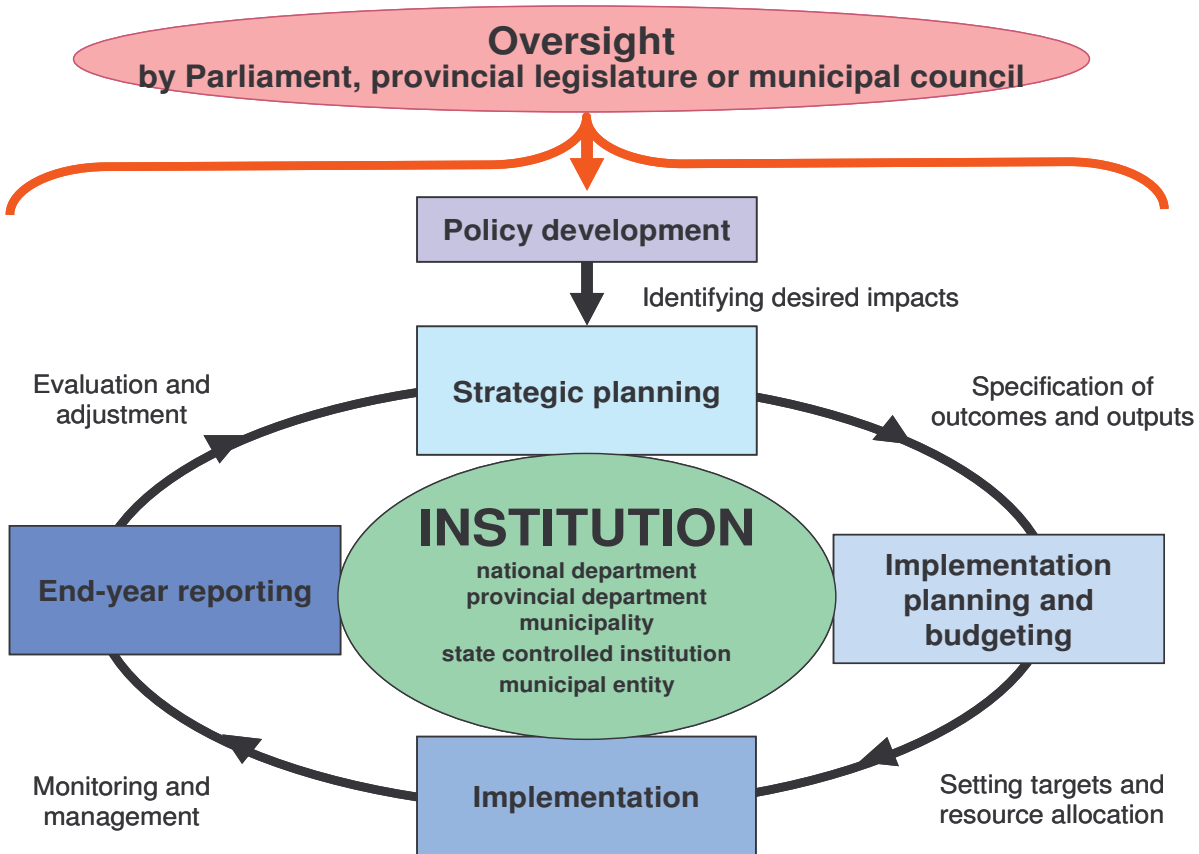 Oversight
by Parliament, provincial legislature or municipal council
Policy development
Identifying desired impacts
Strategic planning
Evaluation and
adjustment
Specification of
outcomes and outputs
INSTITUTION
national department
provincial department
municipality
state controlled institution
municipal entity
End-year reporting
Implementation
planning and
budgeting
Monitoring and
management
Implementation
Setting targets and
resource allocation